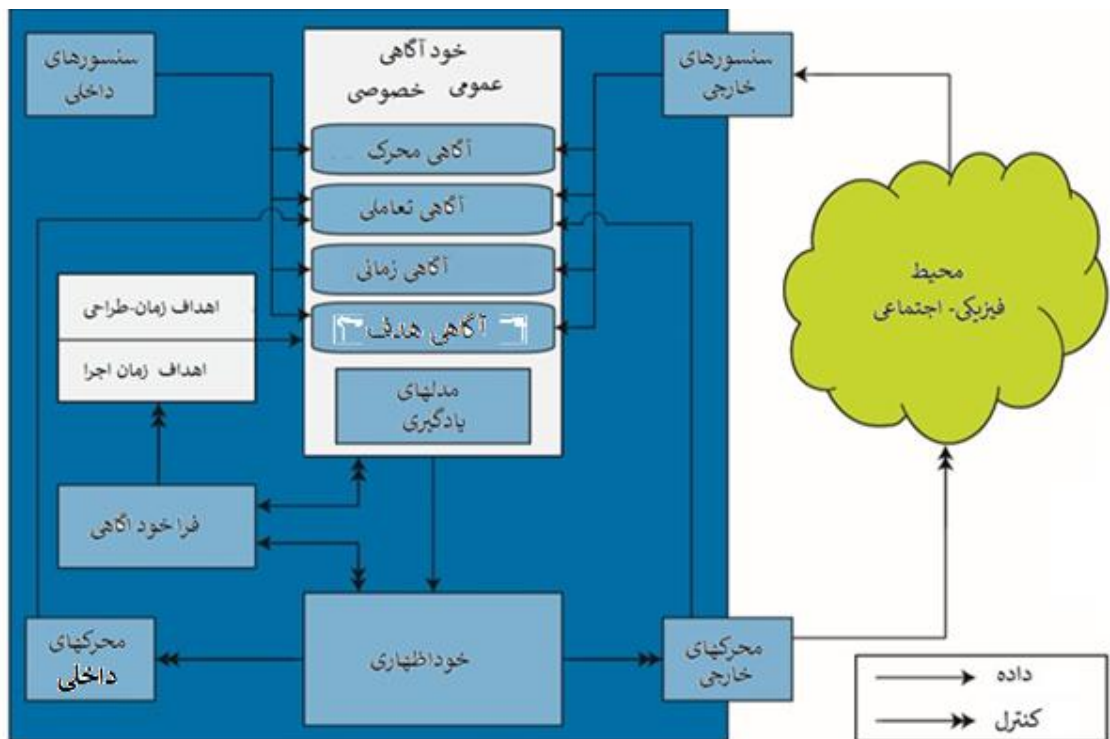 سنسورهای
داخلی
خود آگاهی
عمومی خصوصی
سنسورهای
خارجی
آگاهی محرک
آگاهی تعاملی
آگاهی زمانی
آگاهی هدف
مدلهای
یادگیری
اهداف زمان-طراحی
اهداف زمان اجرا
محیط
فیزیکی- اجتماعی
فرا خود اگاهی
محرکهای
داخلی
خوداظهاری
محرکهای
خارجی
داده
کنترل